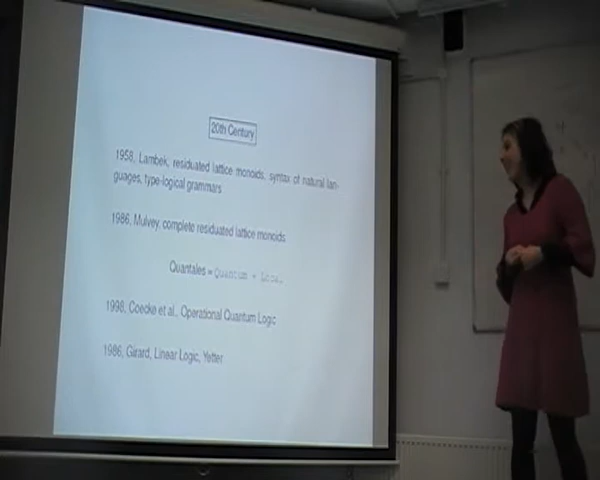 20th Century
1958, Lambek, residuated lattice monoids, syntax of natural lan-
guages, type-logical grammars
1986, Mulvey, complete residuated lattice monoids
Quantales = Quantum + 
1998, Coecke et al., Operational Quantum Logic
1986, Girard, Linear Logic, Yetter